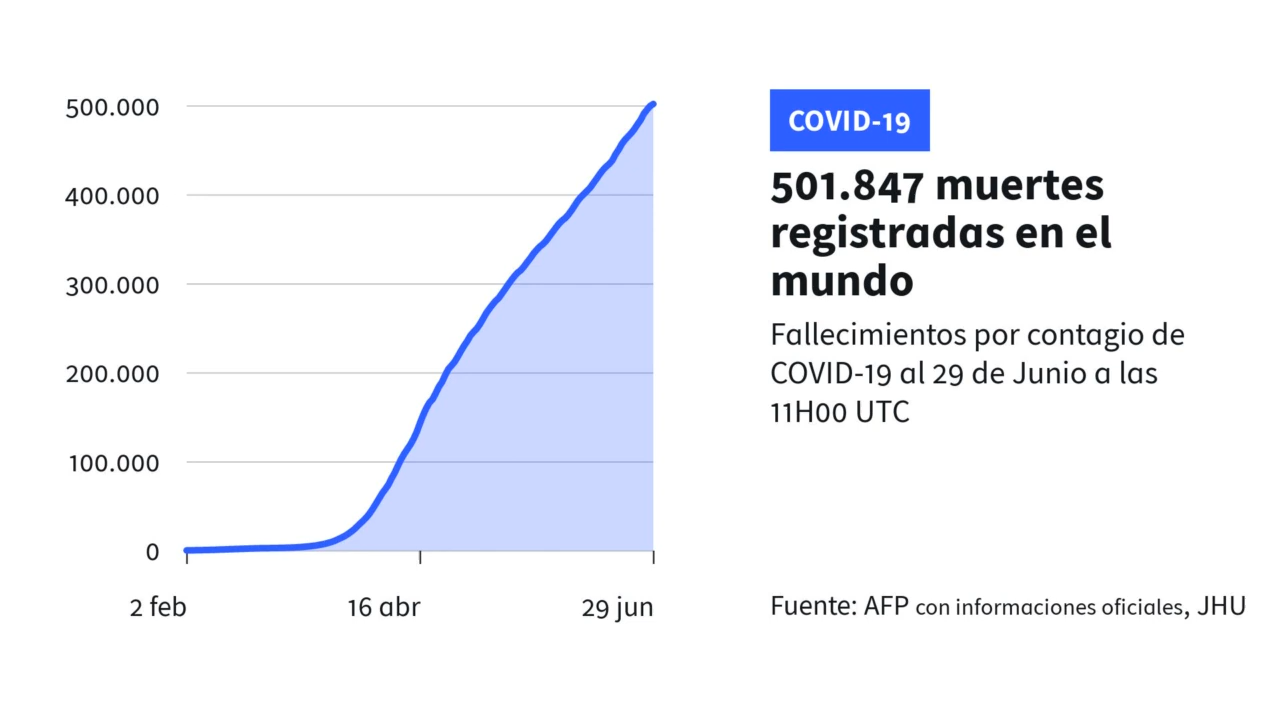 500.000
400.000
300.000
200.000
100.000
0
2 feb
16 abr
29 jun
COVID-19
501.847 muertes
registradas en el
mundo
Fallecimientos por contagio de
COVID-19 al 29 de Junio a las
11H00 UTC
Fuente: AFP con informaciones oficiales, JHU